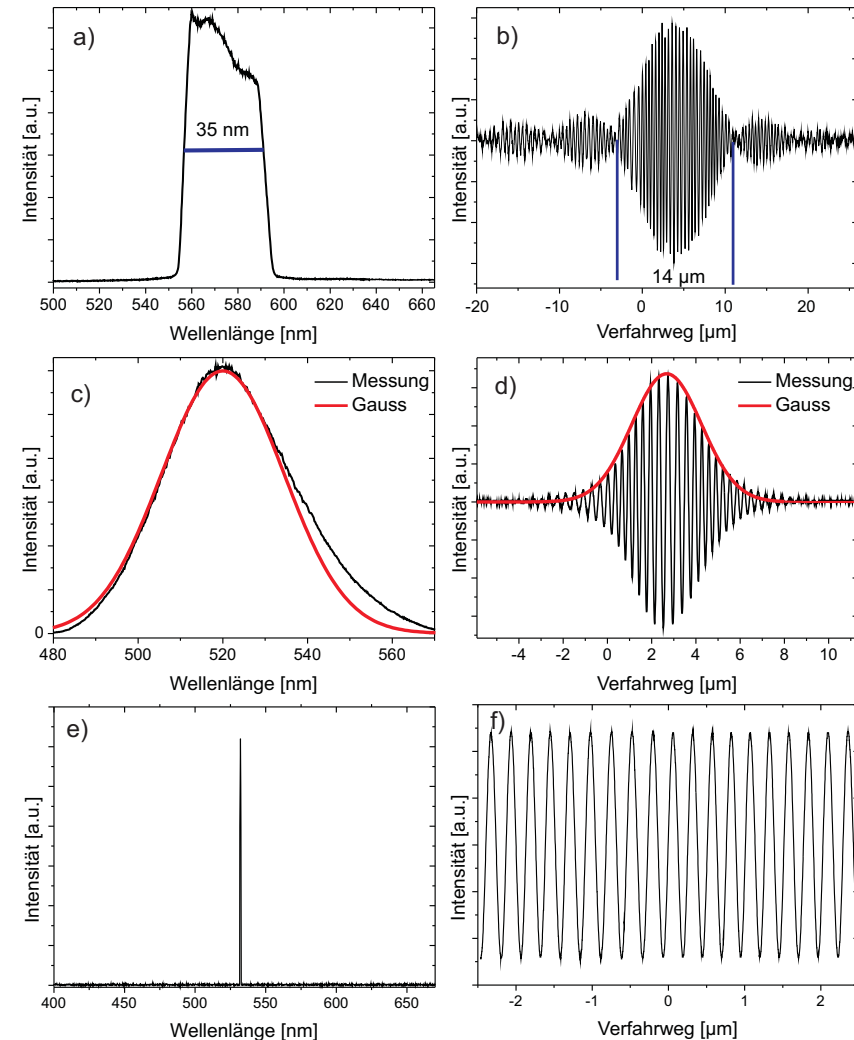 a)
35 nm
Intensität [a.u.]
500 520 540 560 580 600 620 640 660
Wellenlänge [nm]
b)
14 µm
Intensität [a.u.]
-20 -10 0 10 20
Verfahrweg [µm]
c)
Messung
Gauss
Intensität [a.u.]
0
480 500 520 540 560
Wellenlänge [nm]
d)
Messung
Gauss
Intensität [a.u.]
-4 -2 0 2 4 6 8 10
Verfahrweg [µm]
e)
Intensität [a.u.]
400 450 500 550 600 650
Wellenlänge [nm]
f)
Intensität [a.u.]
-2 -1 0 1 2
Verfahrweg [µm]